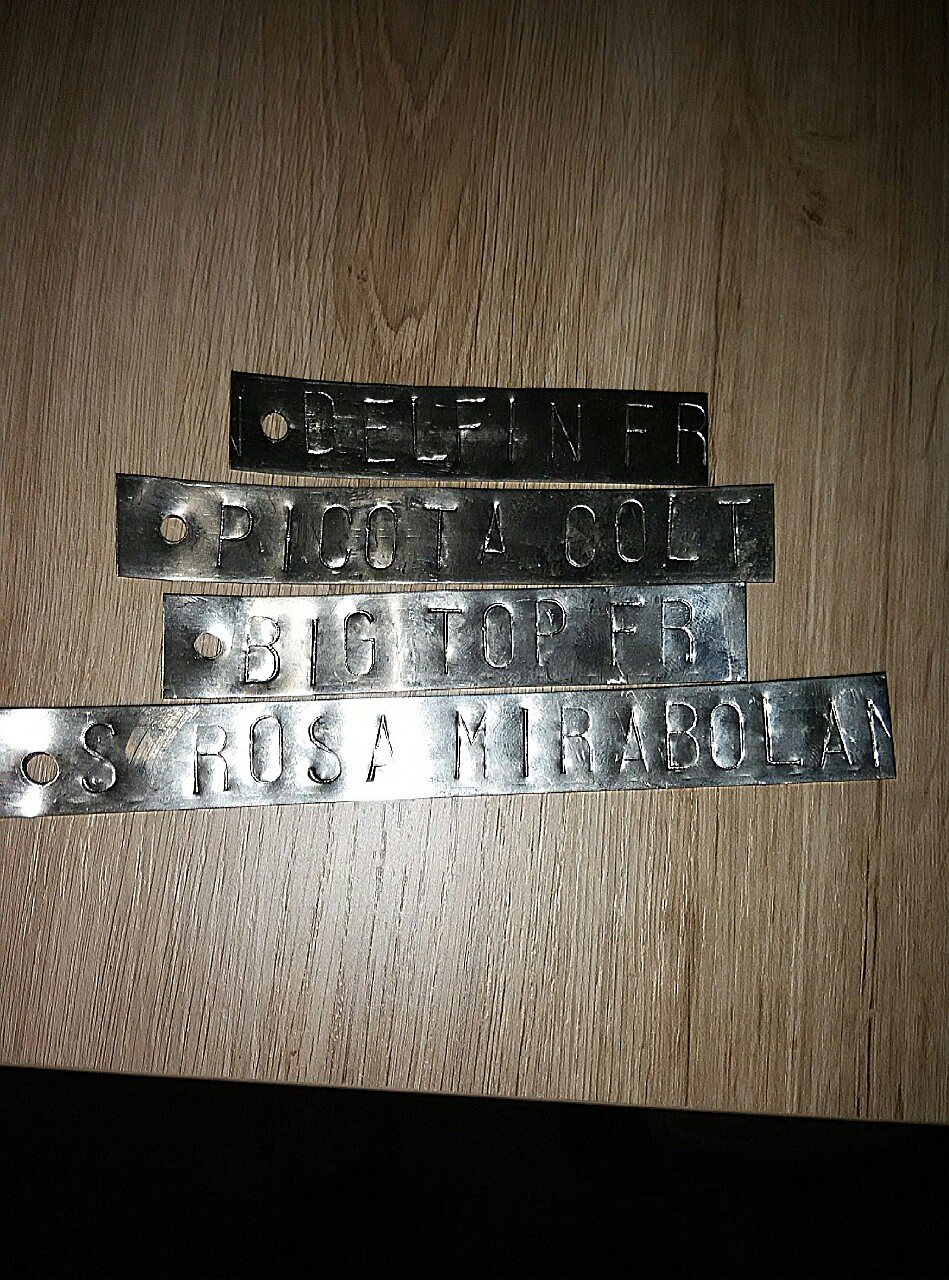 DELFIN FR
PICOTA COLT
BIG TOP FR
S ROSA MIRABOLAN